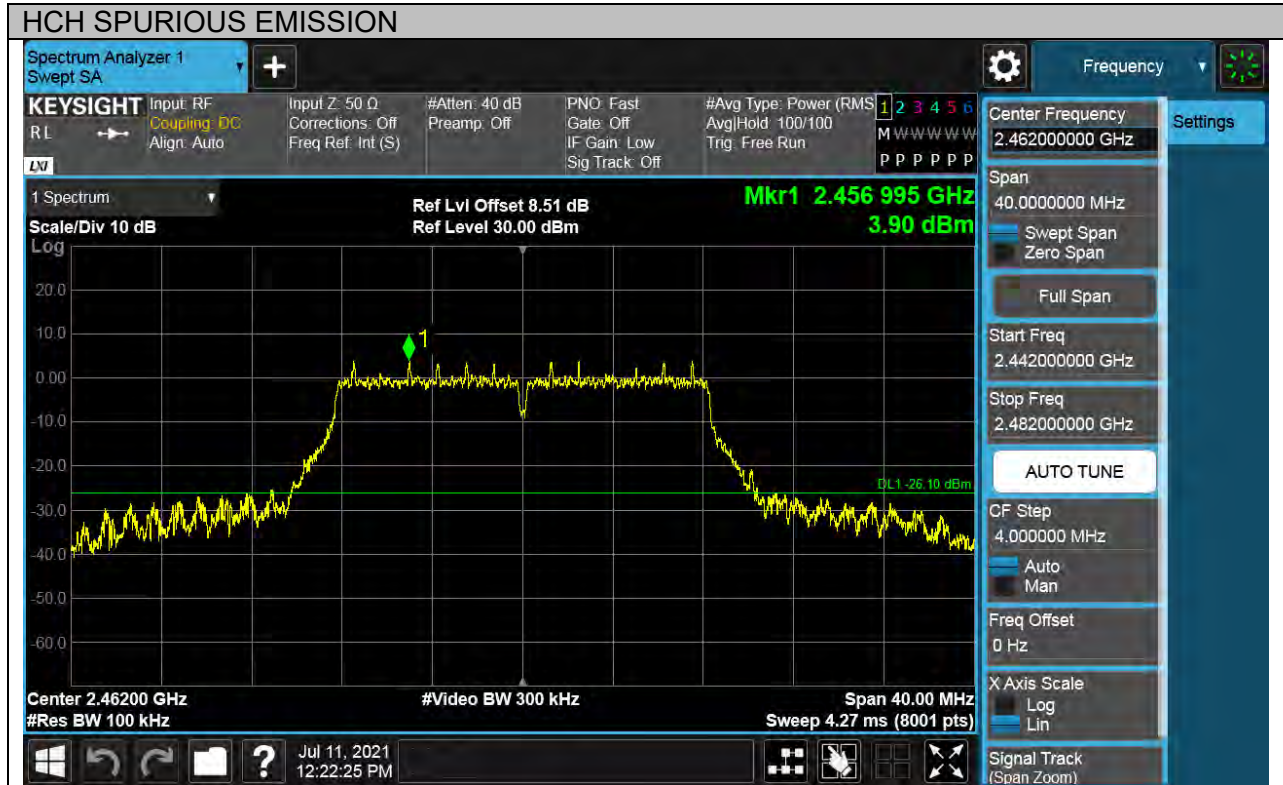 HCH SPURIOUS EMISSION
Spectrum Analyzer 1
Swept SA
+
Frequency
KEYSIGHT
RL
LXI
Input: RF
Coupling: DC
Align: Auto
Input Z: 50 Ω
Corrections: Off
Freq Ref: Int (S)
#Atten: 40 dB
Preamp: Off
PNO: Fast
Gate: Off
IF Gain: Low
Sig Track: Off
#Avg Type: Power (RMS
Avg|Hold: 100/100
Trig: Free Run
1 2 3 4 5 6
M W W W W W
P P P P P P
1 Spectrum
Scale/Div 10 dB
Ref Lvl Offset 8.51 dB
Ref Level 30.00 dBm
Mkr1 2.456 995 GHz
3.90 dBm
Log
20.0
10.0
0.00
-10.0
-20.0
-30.0
-40.0
-50.0
-60.0
1
DL1 -26.10 dBm
Center 2.46200 GHz
#Res BW 100 kHz
#Video BW 300 kHz
Span 40.00 MHz
Sweep 4.27 ms (8001 pts)
Center Frequency
2.462000000 GHz
Settings
Span
40.0000000 MHz
Swept Span
Zero Span
Full Span
Start Freq
2.442000000 GHz
Stop Freq
2.482000000 GHz
AUTO TUNE
CF Step
4.000000 MHz
Auto
Man
Freq Offset
0 Hz
X Axis Scale
Log
Lin
Signal Track
(Span Zoom)
?
Jul 11, 2021
12:22:25 PM